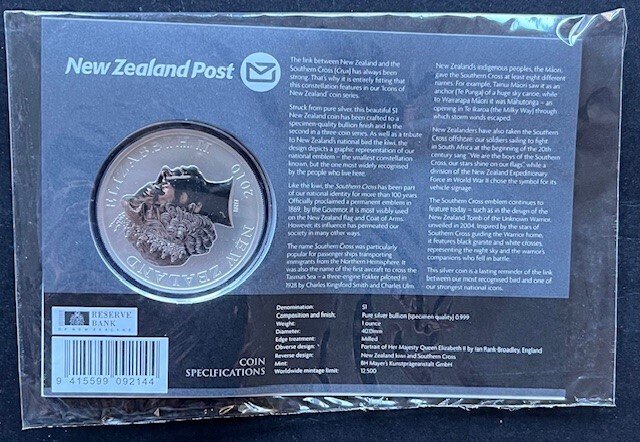 New Zealand Post
The link between New Zealand and the
Southern Cross (Crux) has always been
strong. That's why it is entirely fitting that
this constellation features in our 'Icons of
New Zealand' coin series.
Struck from pure silver, this beautiful $1
New Zealand coin has been crafted to a
specimen-quality bullion finish and is the
second in a three-coin series. As well as a tribute
to New Zealand's national bird the kiwi, the
design depicts a graphic representation of our
national emblem – the smallest constellation
known, but the one most widely recognised
by the people who live here.
Like the kiwi, the Southern Cross has been part
of our national identity for more than 100 years.
Officially proclaimed a permanent emblem in
1869, by the Governor, it is most visibly used
on the New Zealand flag and Coat of Arms.
However, its influence has permeated our
society in many other ways.
The name Southern Cross was particularly
popular for passenger ships transporting
immigrants from the Northern Hemisphere. It
was also the name of the first aircraft to cross the
Tasman Sea – a three-engine Fokker piloted in
1928 by Charles Kingsford Smith and Charles Ulm.
New Zealand's indigenous peoples, the Māori,
gave the Southern Cross at least eight different
names. For example, Tainui Māori saw it as an
anchor (Te Punga) of a huge sky canoe, while
to Wairarapa Māori it was Māhutonga – an
opening in Te Ikaroa (the Milky Way) through
which storm winds escaped.
New Zealanders have also taken the Southern
Cross offshore: our soldiers sailing to fight
in South Africa at the beginning of the 20th
century sang "We are the boys of the Southern
Cross, our stars shine on our flags"; while a
division of the New Zealand Expeditionary
Force in World War II chose the symbol for its
vehicle signage.
The Southern Cross emblem continues to
feature today – such as in the design of the
New Zealand Tomb of the Unknown Warrior,
unveiled in 2004. Inspired by the stars of
Southern Cross guiding the Warrior home,
it features black granite and white crosses,
representing the night sky and the warrior's
companions who fell in battle.
This silver coin is a lasting reminder of the link
between our most recognised bird and one of
our strongest national icons.
ELIZABETH II
NEW ZEALAND
2010
RESERVE
BANK
OF NEW ZEALAND
9 415599 092144
COIN
SPECIFICATIONS
Denomination: $1
Composition and finish: Pure silver bullion (specimen quality) 0.999
Weight: 1 ounce
Diameter: 40.00mm
Edge treatment: Milled
Obverse design: Portrait of Her Majesty Queen Elizabeth II by Ian Rank-Broadley, England
Reverse design: New Zealand kiwi and Southern Cross
Mint: BH Mayer's Kunstprägeanstalt GmbH
Worldwide mintage limit: 12,500